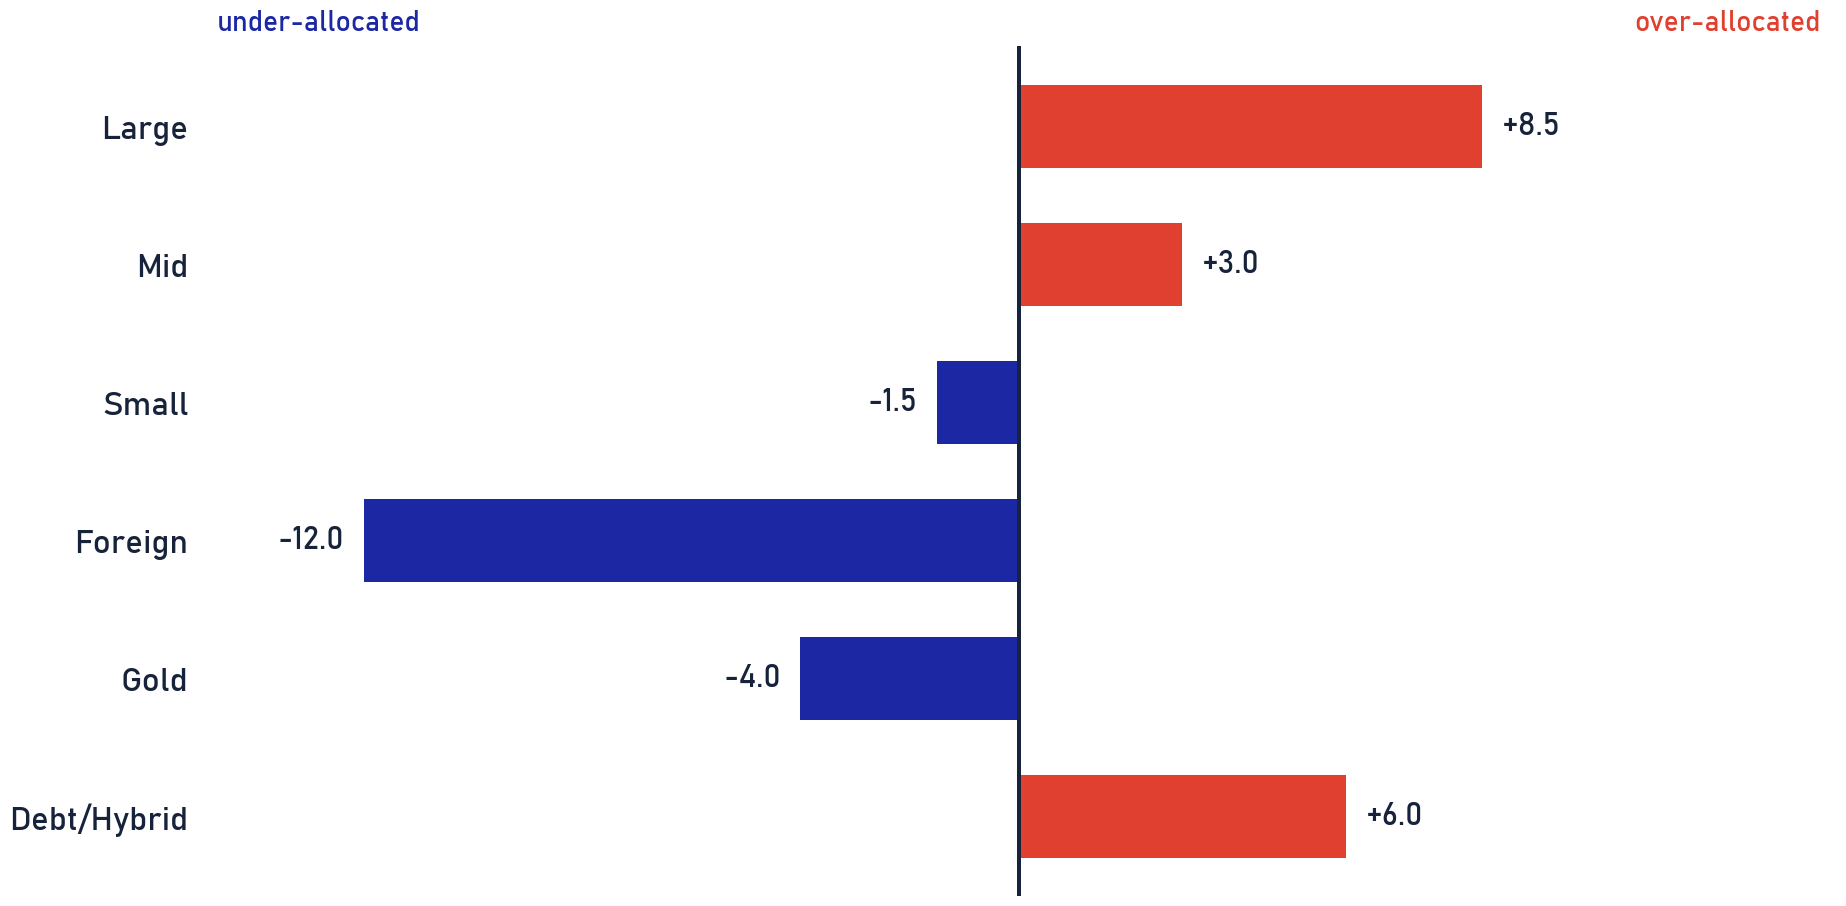 under-allocated over-allocated
Large +8.5
Mid +3.0
Small -1.5
Foreign -12.0
Gold -4.0
Debt/Hybrid +6.0